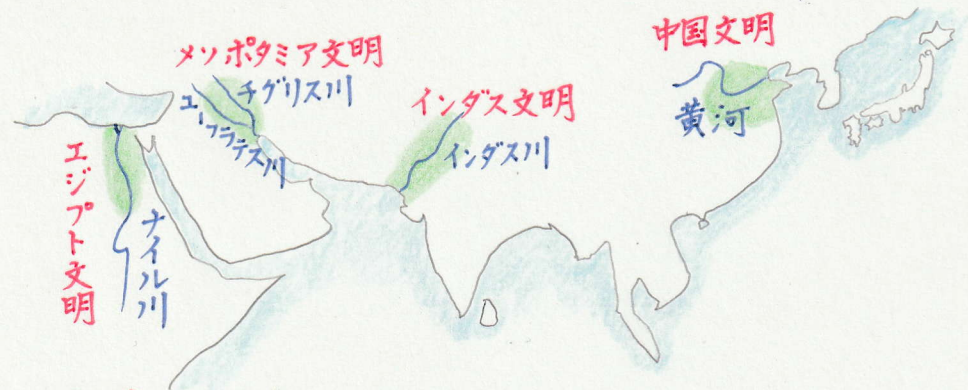 エジプト文明
ナイル川
メソポタミア文明
チグリス川
ユーフラテス川
インダス文明
インダス川
中国文明
黄河